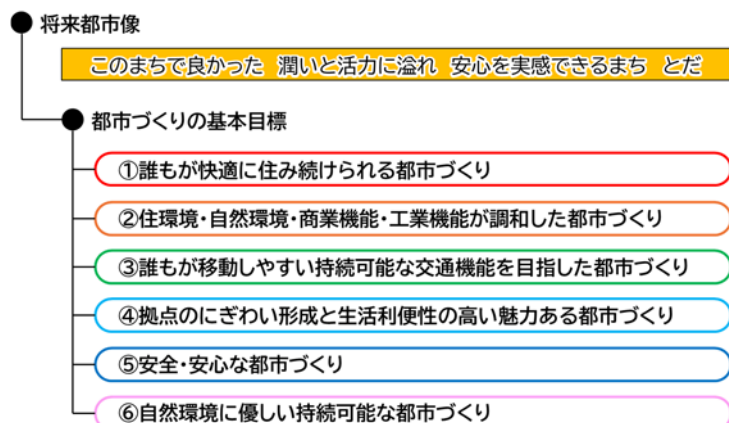 将来都市像
このまちで良かった 潤いと活力に溢れ 安心を実感できるまち とだ
都市づくりの基本目標
①誰もが快適に住み続けられる都市づくり
②住環境・自然環境・商業機能・工業機能が調和した都市づくり
③誰もが移動しやすい持続可能な交通機能を目指した都市づくり
④拠点のにぎわい形成と生活利便性の高い魅力ある都市づくり
⑤安全・安心な都市づくり
⑥自然環境に優しい持続可能な都市づくり